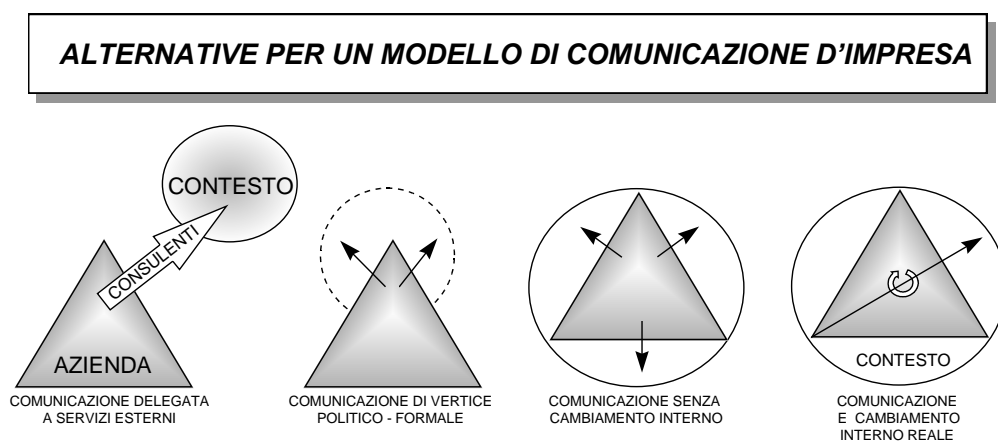 ALTERNATIVE PER UN MODELLO DI COMUNICAZIONE D'IMPRESA
CONTESTO
CONSULENTI
AZIENDA
COMUNICAZIONE DELEGATA
A SERVIZI ESTERNI
COMUNICAZIONE DI VERTICE
POLITICO - FORMALE
COMUNICAZIONE SENZA
CAMBIAMENTO INTERNO
CONTESTO
COMUNICAZIONE
E CAMBIAMENTO
INTERNO REALE